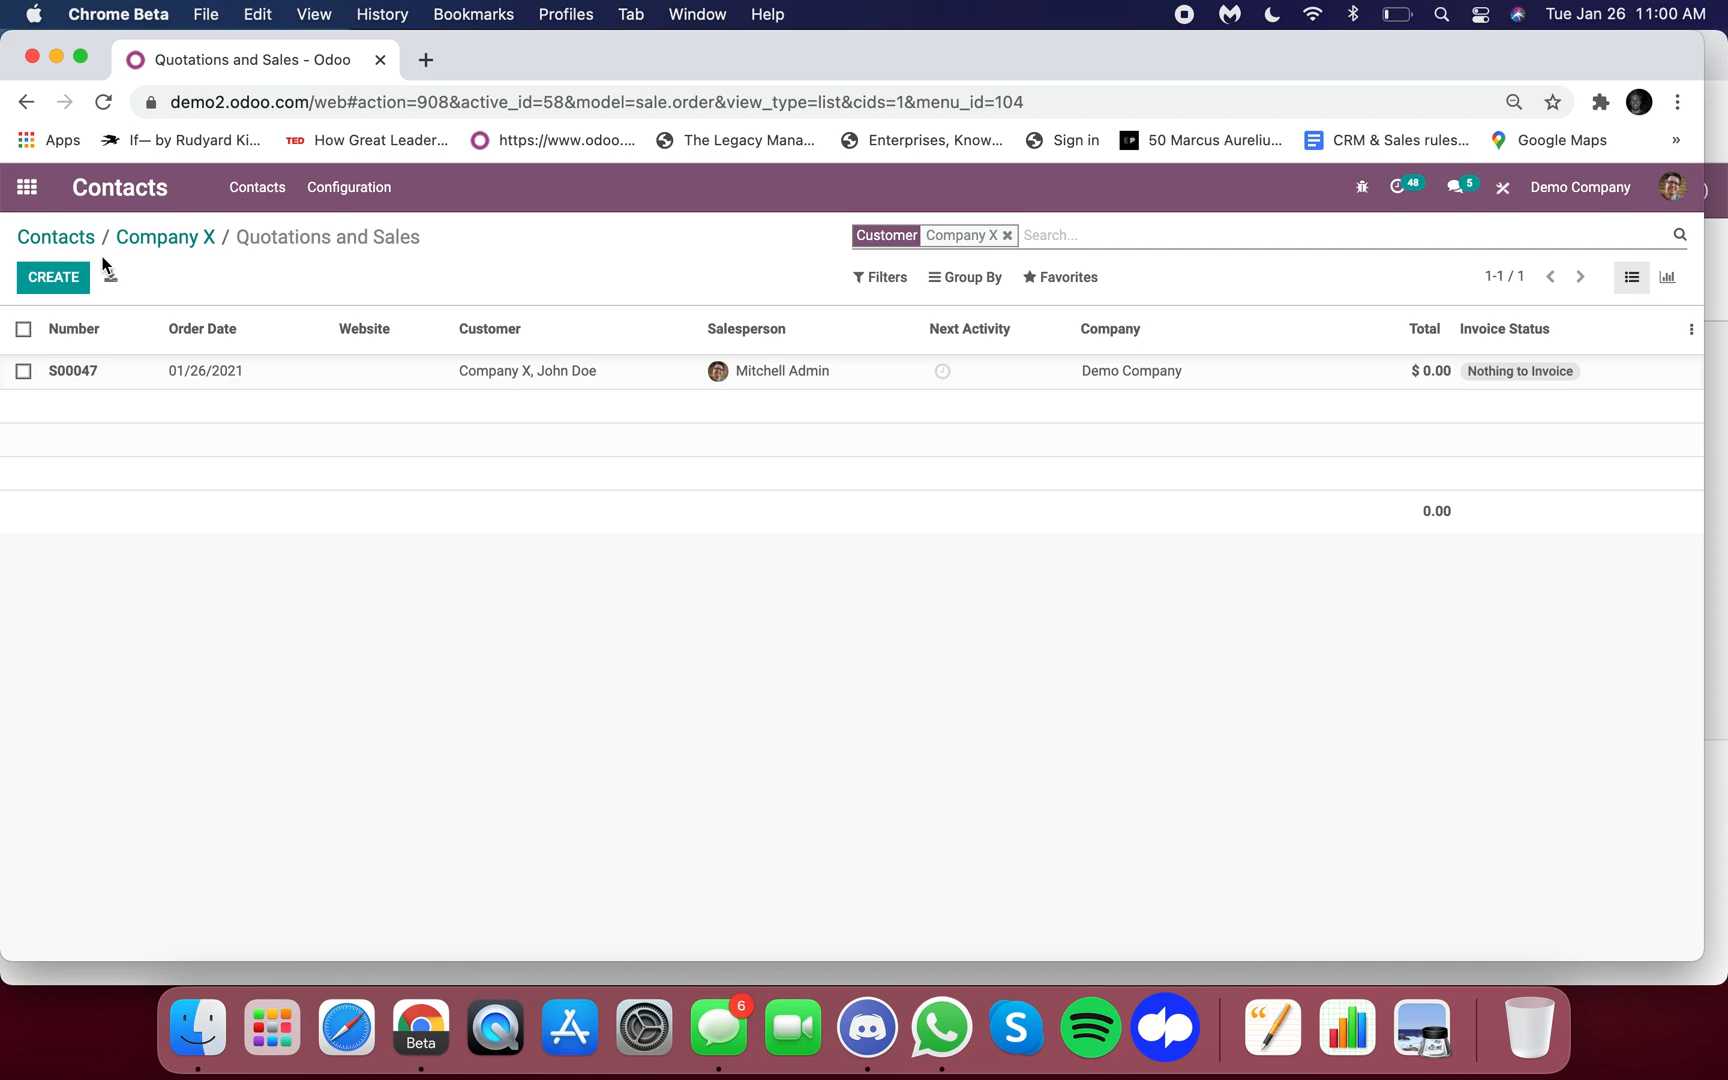 Chrome Beta File Edit View History Bookmarks Profiles Tab Window Help Tue Jan 26 11:00 AM
Quotations and Sales - Odoo
demo2.odoo.com/web#action=908&active_id=58&model=sale.order&view_type=list&cids=1&menu_id=104
Apps If— by Rudyard Ki... TED How Great Leader... https://www.odoo.... The Legacy Mana... Enterprises, Know... Sign in 50 Marcus Aureliu... CRM & Sales rules... Google Maps »
Contacts Contacts Configuration 48 5 Demo Company
Contacts / Company X / Quotations and Sales Customer Company X Search...
CREATE Filters Group By Favorites 1-1 / 1
Number Order Date Website Customer Salesperson Next Activity Company Total Invoice Status
S00047 01/26/2021 Company X, John Doe Mitchell Admin Demo Company $ 0.00 Nothing to Invoice
0.00
6
Beta